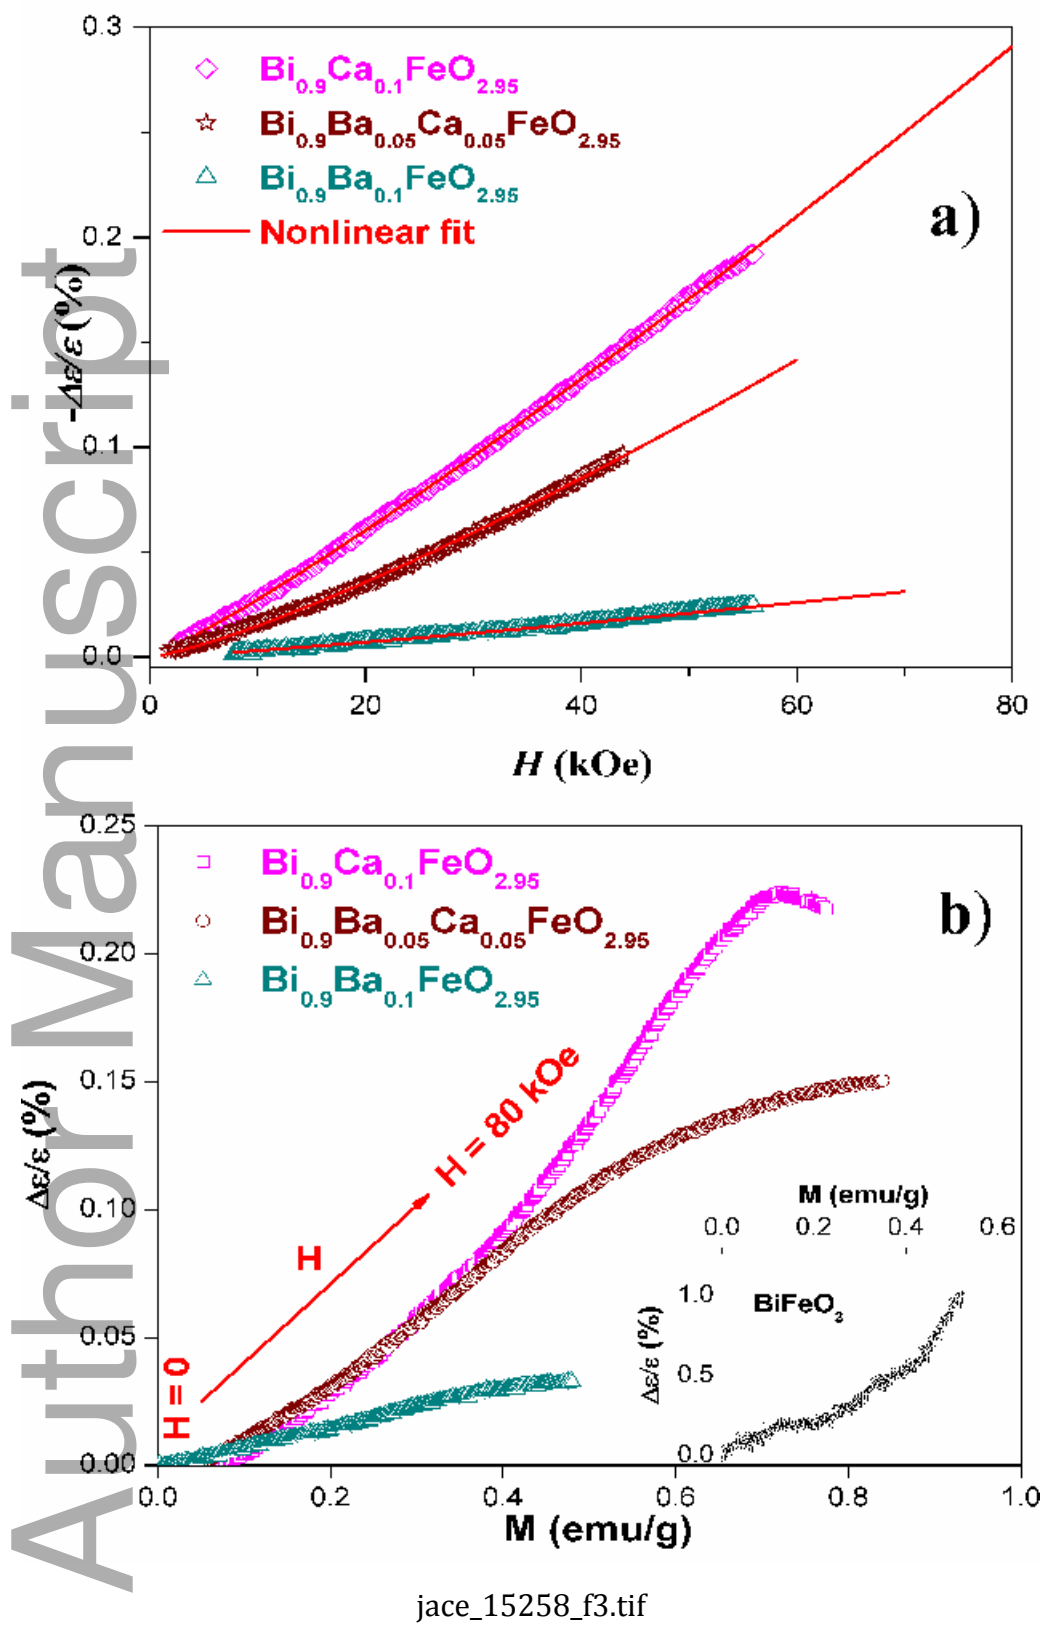 0.3
Bi0.9Ca0.1FeO2.95
Bi0.9Ba0.05Ca0.05FeO2.95
Bi0.9Ba0.1FeO2.95
Nonlinear fit
a)
0.2
0.1
0.0
-Δε/ε (%)
0 20 40 60 80
H (kOe)
0.25
Bi0.9Ca0.1FeO2.95
Bi0.9Ba0.05Ca0.05FeO2.95
Bi0.9Ba0.1FeO2.95
b)
0.20
0.15
0.10
0.05
0.00
Δε/ε (%)
H = 80 kOe
H
H = 0
M (emu/g)
0.0 0.2 0.4 0.6
1.0
0.5
0.0
Δε/ε (%)
BiFeO3
0.0 0.2 0.4 0.6 0.8 1.0
M (emu/g)
Author Manuscript
jace_15258_f3.tif